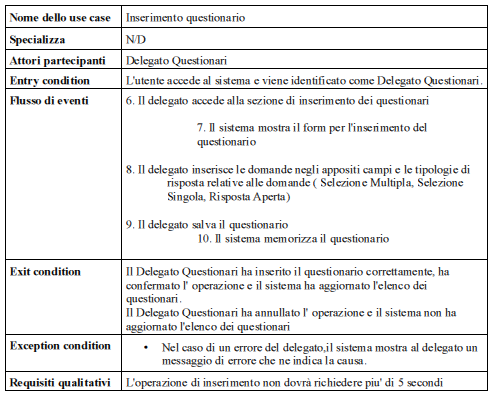 Nome dello use case Inserimento questionario
Specializza N/D
Attori partecipanti Delegato Questionari
Entry condition L'utente accede al sistema e viene identificato come Delegato Questionari.
Flusso di eventi 6. Il delegato accede alla sezione di inserimento dei questionari
7. Il sistema mostra il form per l'inserimento del
questionario
8. Il delegato inserisce le domande negli appositi campi e le tipologie di
risposta relative alle domande ( Selezione Multipla, Selezione
Singola, Risposta Aperta)
9. Il delegato salva il questionario
10. Il sistema memorizza il questionario
Exit condition Il Delegato Questionari ha inserito il questionario correttamente, ha
confermato l' operazione e il sistema ha aggiornato l'elenco dei
questionari.
Il Delegato Questionari ha annullato l' operazione e il sistema non ha
aggiornato l'elenco dei questionari
Exception condition • Nel caso di un errore del delegato,il sistema mostra al delegato un
messaggio di errore che ne indica la causa.
Requisiti qualitativi L'operazione di inserimento non dovrà richiedere piu' di 5 secondi